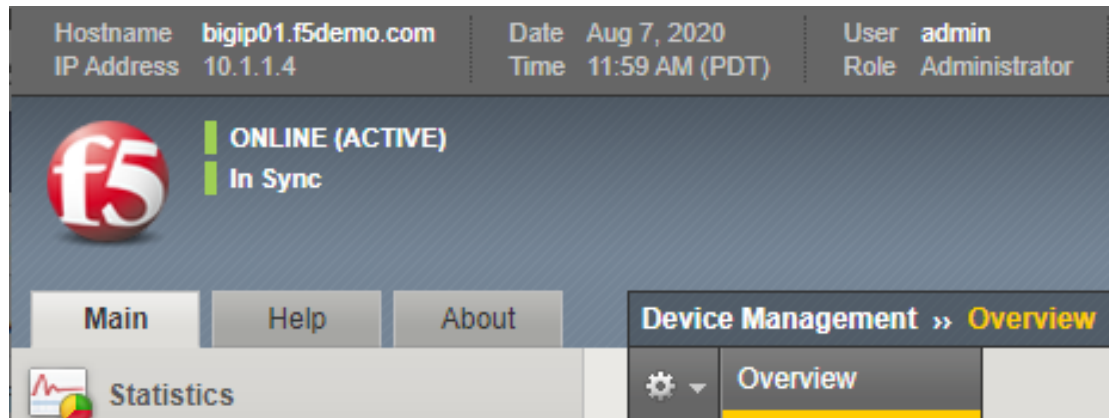 Hostname bigip01.f5demo.com Date Aug 7, 2020 User admin
IP Address 10.1.1.4 Time 11:59 AM (PDT) Role Administrator
f5
ONLINE (ACTIVE)
In Sync
Main Help About
Device Management ›› Overview
Statistics
Overview